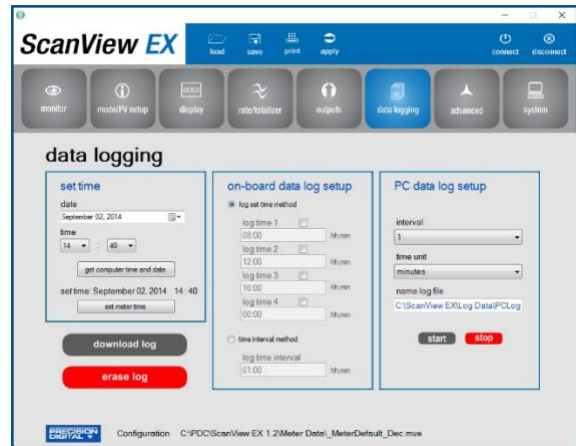 ScanView EX
load save print apply connect disconnect
monitor mode/PV setup display rate/totalizer outputs data logging advanced system
data logging
set time
date
September 02, 2014
time
14 : 40
get computer time and date
set time: September 02, 2014 14 : 40
set meter time
download log
erase log
on-board data log setup
log set time method
log time 1
08:00 hh:mm
log time 2
12:00 hh:mm
log time 3
16:00 hh:mm
log time 4
00:00 hh:mm
time interval method
log time interval
01:00 hh:mm
PC data log setup
interval
1
time unit
minutes
name log file
C:\ScanView EX\Log Data\PCLog
start stop
PRECISION
DIGITAL
Configuration C:\PDC\ScanView EX 1.2\Meter Data\_MeterDefault_Dec.mve